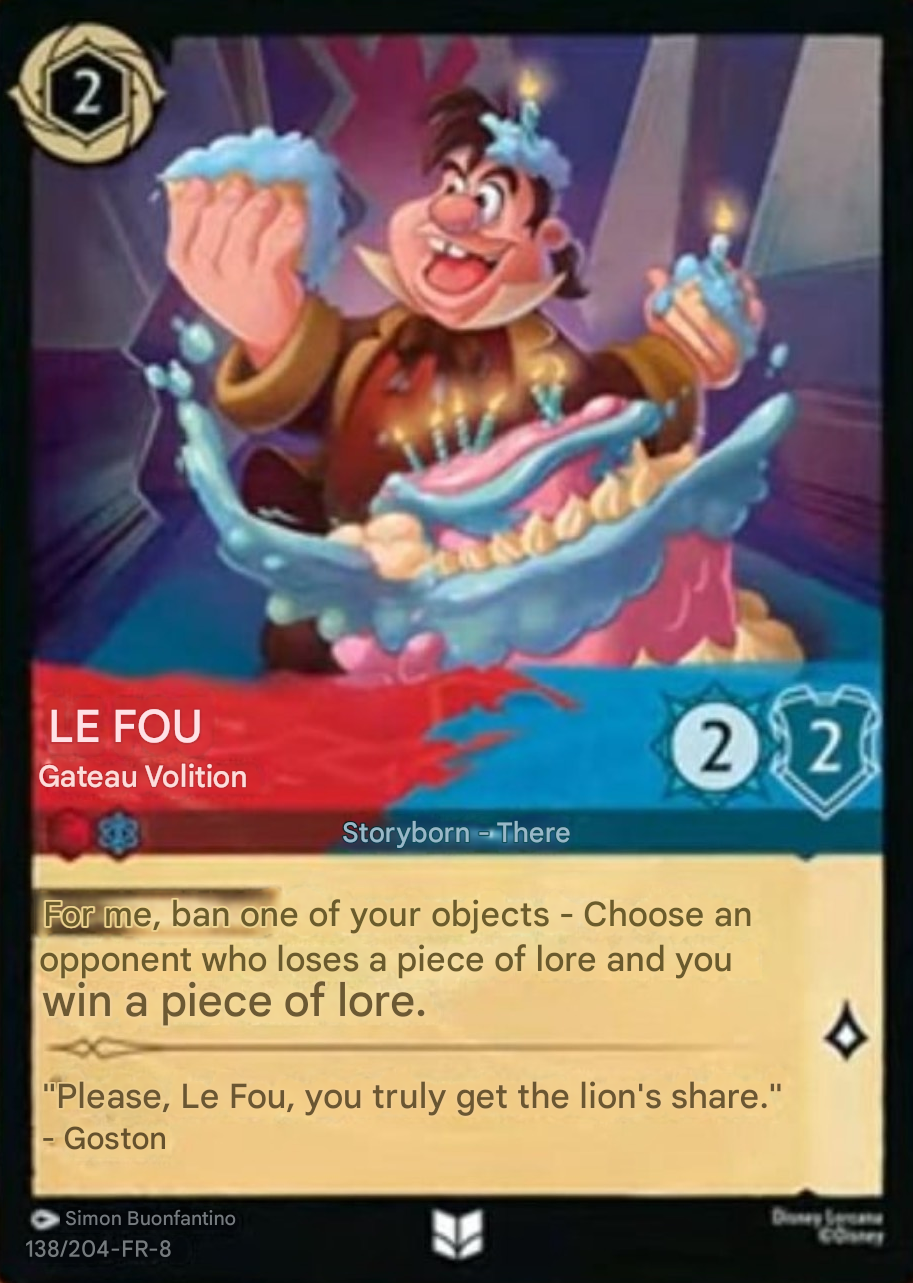 2
LE FOU
Gateau Volition
2 2
Storyborn - There
For me, ban one of your objects - Choose an
opponent who loses a piece of lore and you
win a piece of lore.
"Please, Le Fou, you truly get the lion's share."
- Goston
Simon Buonfantino
138/204-FR-8
Disney Lorcana
©Disney